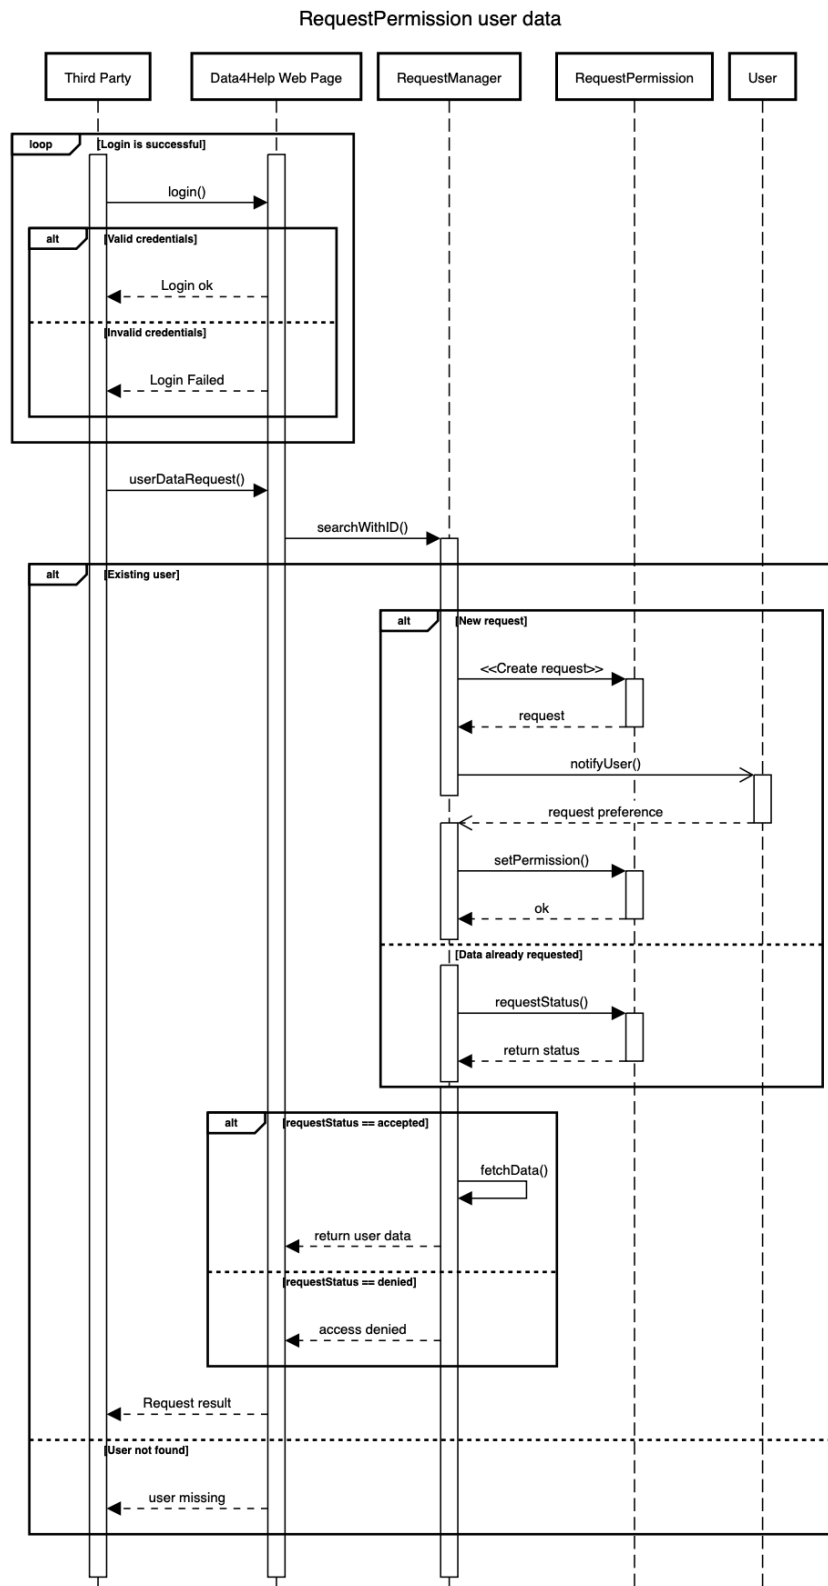 RequestPermission user data
Third Party
Data4Help Web Page
RequestManager
RequestPermission
User
loop
[Login is successful]
login()
alt
[Valid credentials]
Login ok
[Invalid credentials]
Login Failed
userDataRequest()
searchWithID()
alt
[Existing user]
alt
[New request]
<<Create request>>
request
notifyUser()
request preference
setPermission()
ok
[Data already requested]
requestStatus()
return status
alt
[requestStatus == accepted]
fetchData()
return user data
[requestStatus == denied]
access denied
Request result
[User not found]
user missing